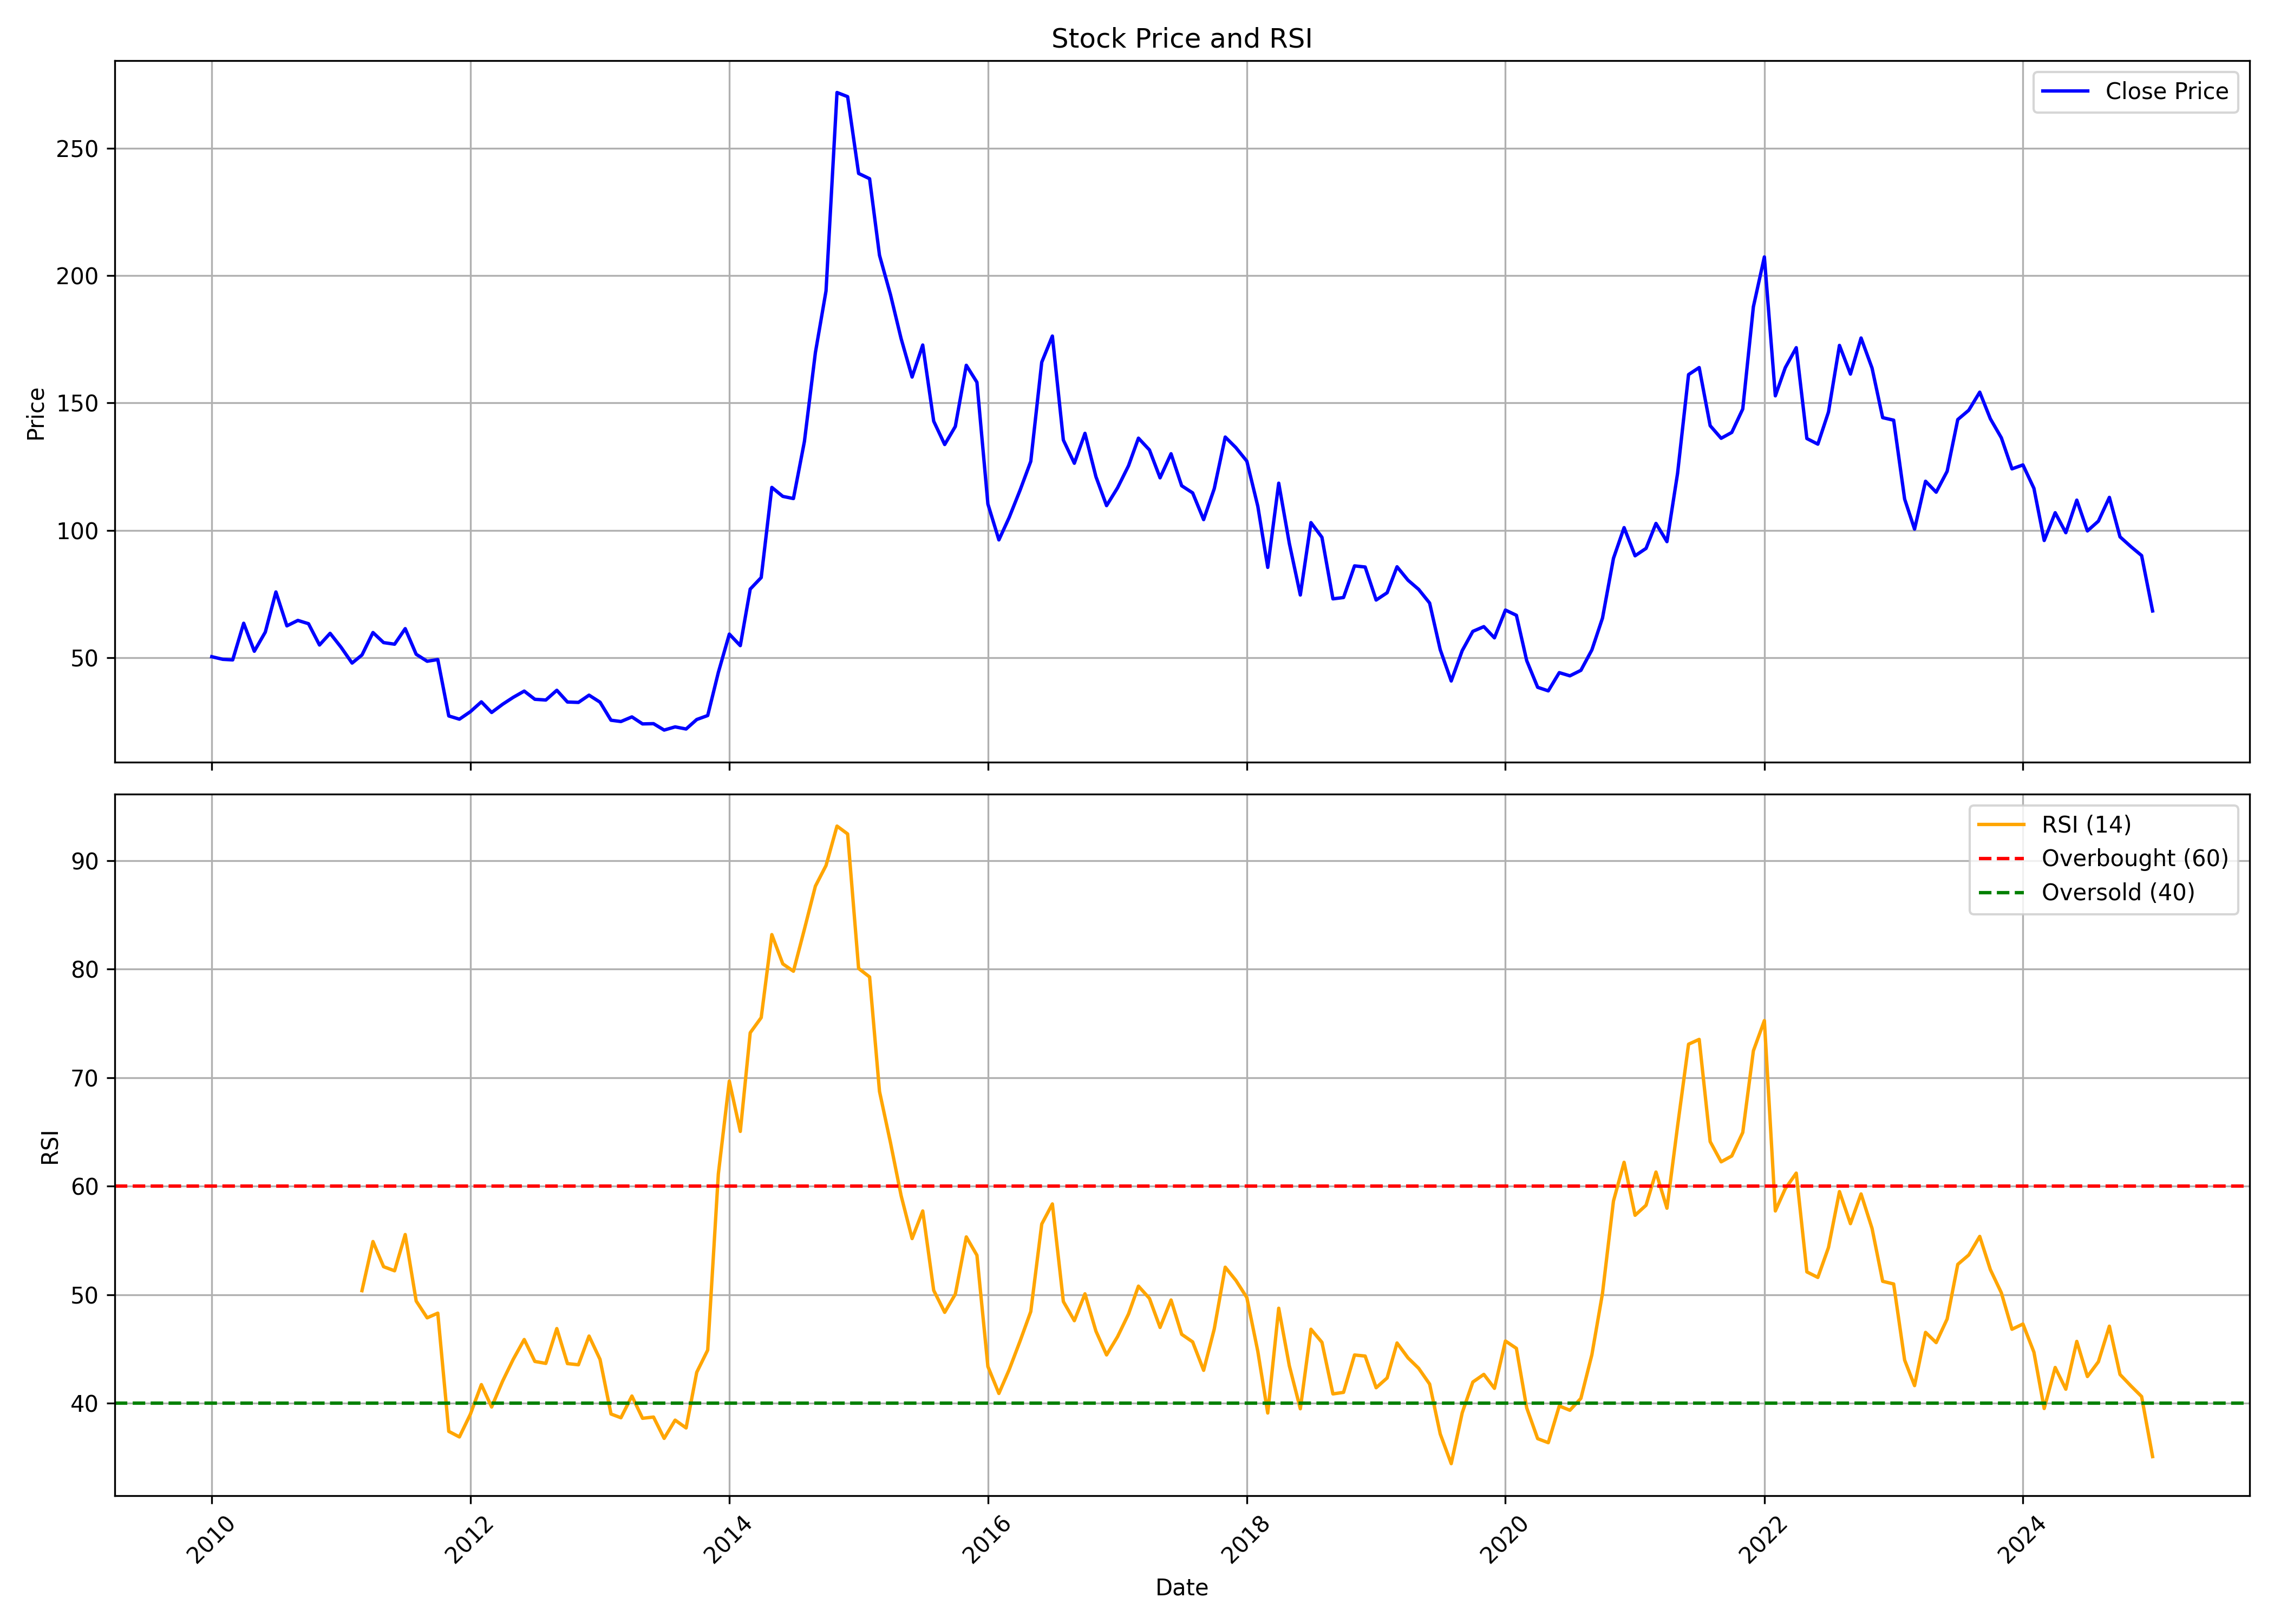 Stock Price and RSI
Close Price
250
200
150
100
50
Price
RSI (14)
Overbought (60)
Oversold (40)
90
80
70
60
50
40
RSI
2010
2012
2014
2016
2018
2020
2022
2024
Date